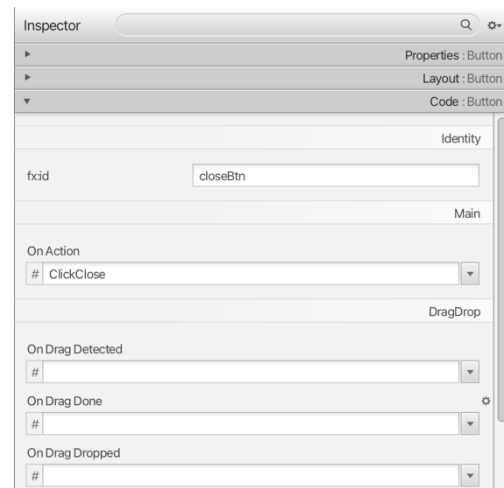 Inspector
Properties : Button
Layout : Button
Code : Button
Identity
fx:id
closeBtn
Main
On Action
# ClickClose
DragDrop
On Drag Detected
#
On Drag Done
#
On Drag Dropped
#